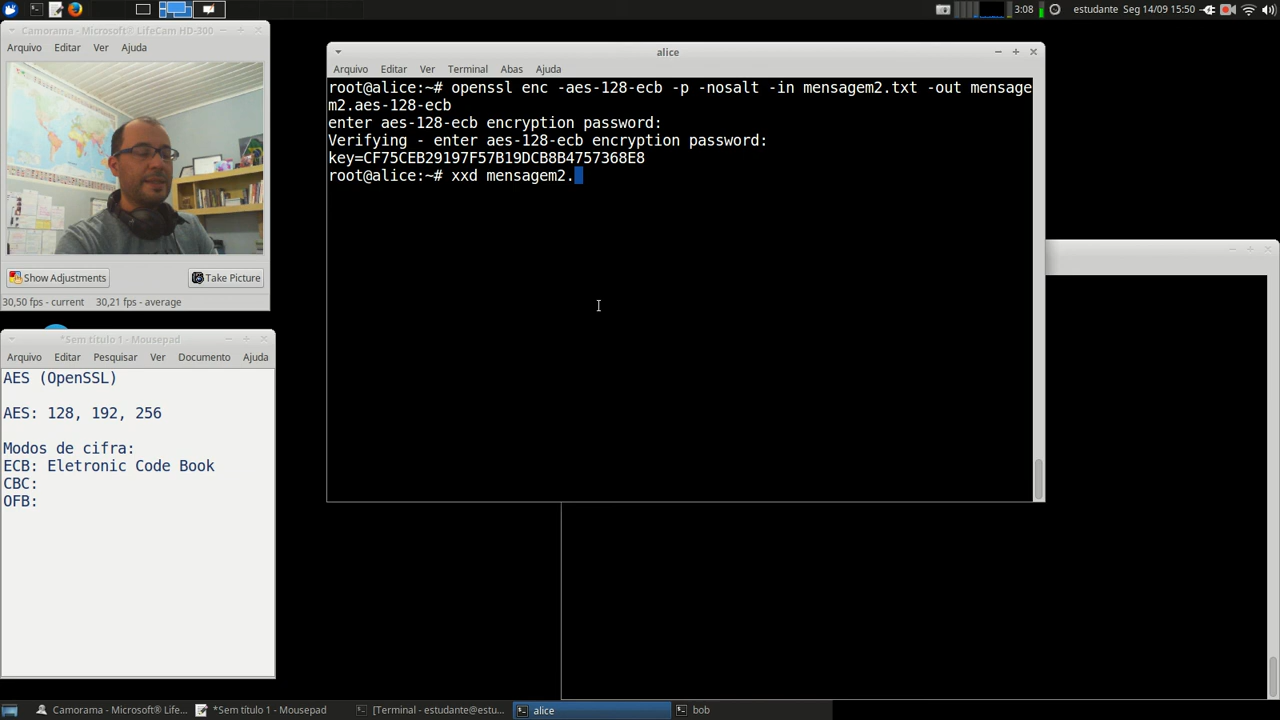 3:08
estudante
Seg 14/09 15:50
Camorama - Microsoft® LifeCam HD-300
Arquivo Editar Ver Ajuda
Show Adjustments
Take Picture
30,50 fps - current 30,21 fps - average
*Sem título 1 - Mousepad
Arquivo Editar Pesquisar Ver Documento Ajuda
AES (OpenSSL)
AES: 128, 192, 256
Modos de cifra:
ECB: Eletronic Code Book
CBC:
OFB:
alice
Arquivo Editar Ver Terminal Abas Ajuda
root@alice:~# openssl enc -aes-128-ecb -p -nosalt -in mensagem2.txt -out mensage
m2.aes-128-ecb
enter aes-128-ecb encryption password:
Verifying - enter aes-128-ecb encryption password:
key=CF75CEB29197F57B19DCB8B4757368E8
root@alice:~# xxd mensagem2.
Camorama - Microsoft® Life...
*Sem título 1 - Mousepad
[Terminal - estudante@estu...
alice
bob